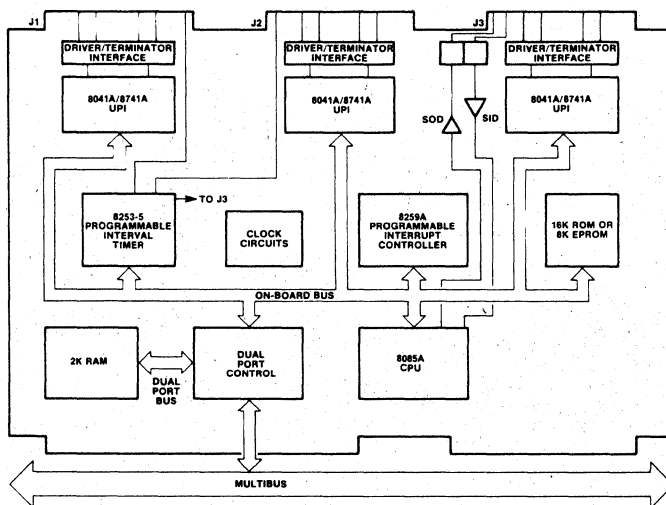 J1
J2
J3
DRIVER/TERMINATOR
INTERFACE
DRIVER/TERMINATOR
INTERFACE
DRIVER/TERMINATOR
INTERFACE
8041A/8741A
UPI
8041A/8741A
UPI
SOD
SID
8041A/8741A
UPI
TO J3
8253-5
PROGRAMMABLE
INTERVAL
TIMER
CLOCK
CIRCUITS
8259A
PROGRAMMABLE
INTERRUPT
CONTROLLER
16K ROM OR
8K EPROM
ON-BOARD BUS
2K RAM
DUAL
PORT
BUS
DUAL
PORT
CONTROL
8085A
CPU
MULTIBUS